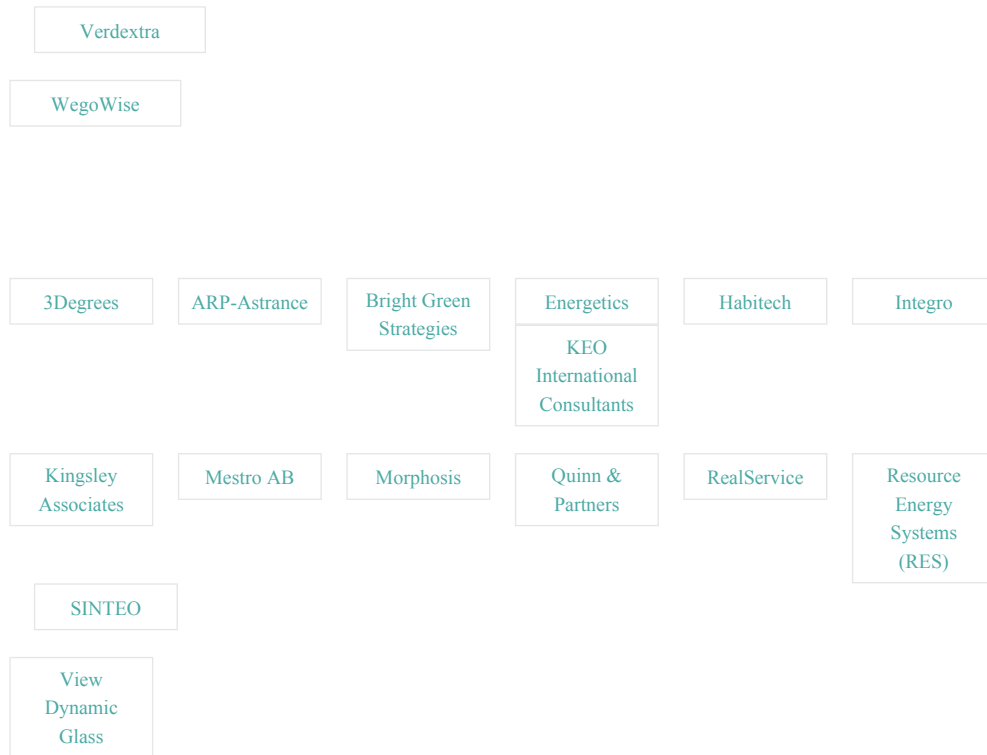 Verdextra
WegoWise
3Degrees
ARP-Astrance
Bright Green
Strategies
Energetics
Habitech
Integro
KEO
International
Consultants
Kingsley
Associates
Mestro AB
Morphosis
Quinn &
Partners
RealService
Resource
Energy
Systems
(RES)
SINTEO
View
Dynamic
Glass